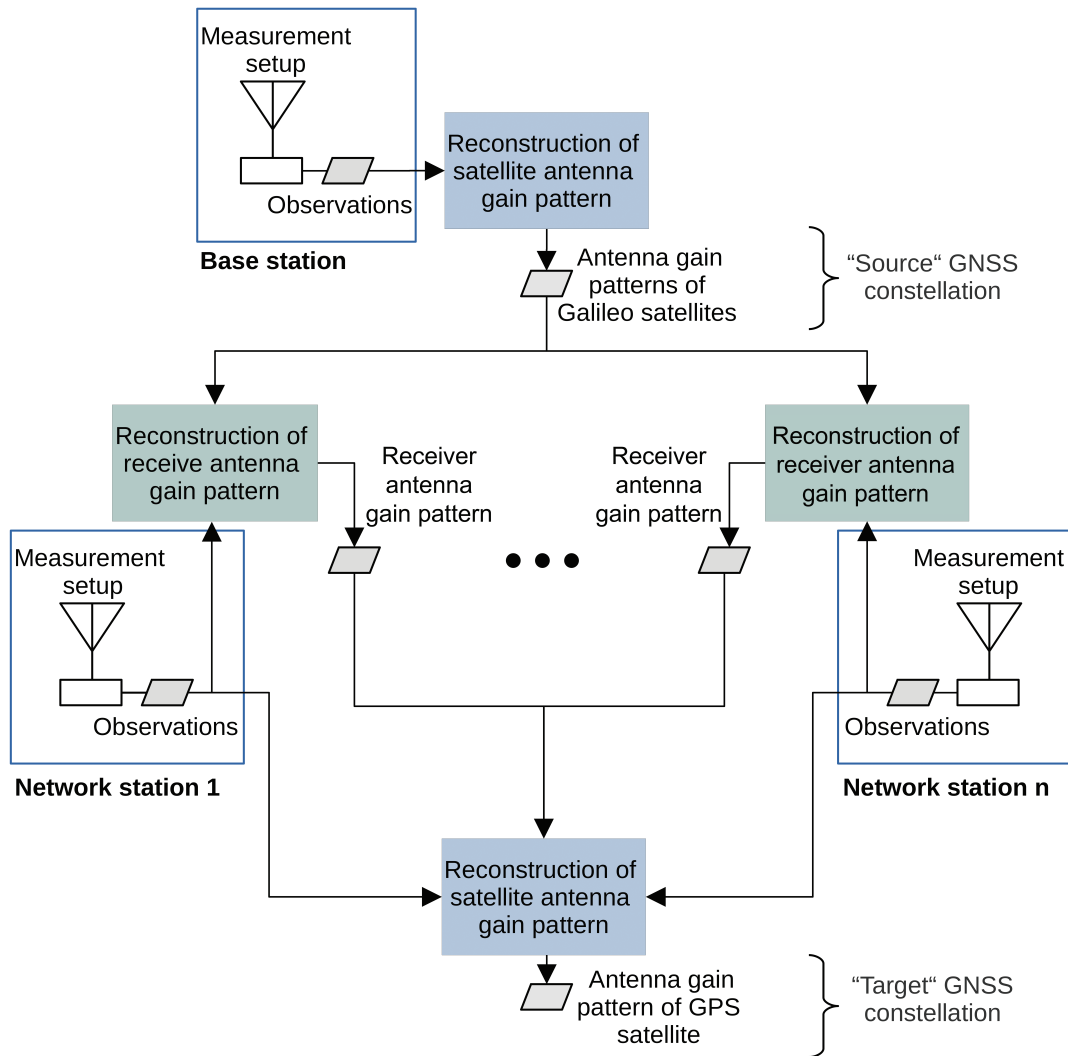 Measurement
setup
Observations
Base station
Reconstruction of
satellite antenna
gain pattern
Antenna gain
patterns of
Galileo satellites
“Source“ GNSS
constellation
Reconstruction of
receive antenna
gain pattern
Receiver
antenna
gain pattern
Receiver
antenna
gain pattern
Reconstruction of
receiver antenna
gain pattern
Measurement
setup
Observations
Network station 1
Measurement
setup
Observations
Network station n
Reconstruction of
satellite antenna
gain pattern
Antenna gain
pattern of GPS
satellite
“Target“ GNSS
constellation